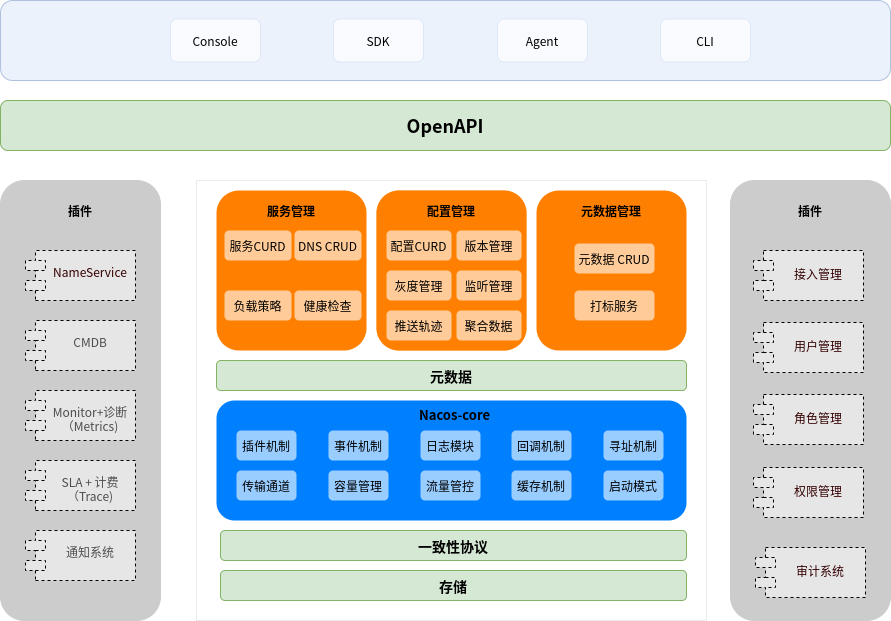 Console
SDK
Agent
CLI
OpenAPI
插件
NameService
CMDB
Monitor+诊断
（Metrics)
SLA + 计费
（Trace)
通知系统
服务管理
服务CURD
DNS CRUD
负载策略
健康检查
配置管理
配置CURD
版本管理
灰度管理
监听管理
推送轨迹
聚合数据
元数据管理
元数据 CRUD
打标服务
元数据
Nacos-core
插件机制
事件机制
日志模块
回调机制
寻址机制
传输通道
容量管理
流量管控
缓存机制
启动模式
一致性协议
存储
插件
接入管理
用户管理
角色管理
权限管理
审计系统